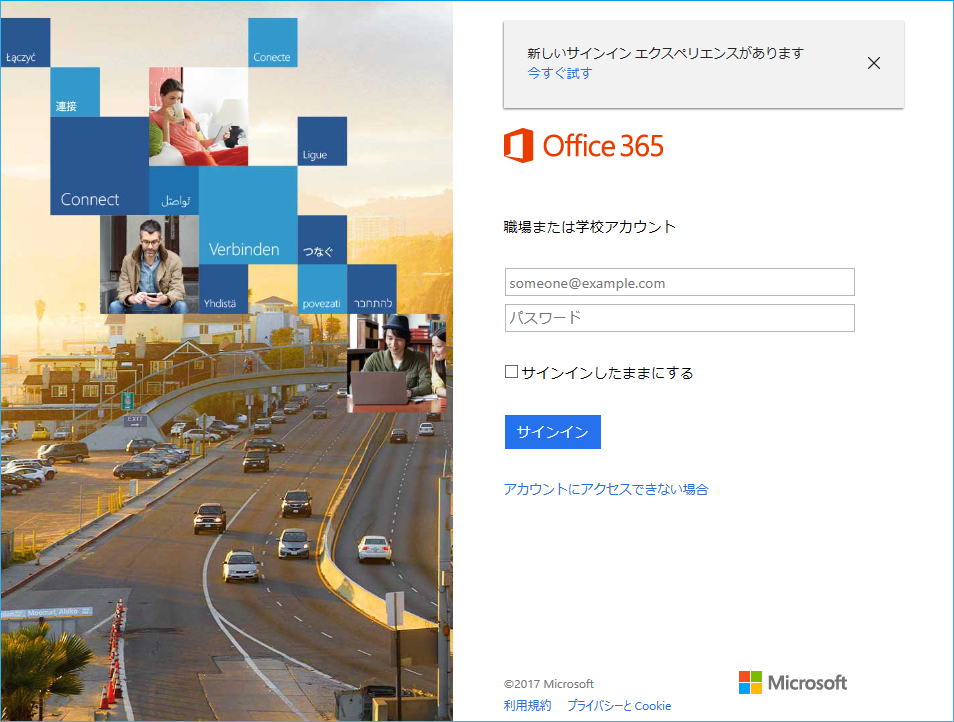 Łączyć
Conecte
連接
Ligue
Connect
تواصل
Verbinden
つなぐ
Yhdistä
povezati
להתחבר
EXIT
新しいサインイン エクスペリエンスがあります
今すぐ試す
Office 365
職場または学校アカウント
someone@example.com
パスワード
サインインしたままにする
サインイン
アカウントにアクセスできない場合
©2017 Microsoft
利用規約 プライバシーと Cookie
Microsoft